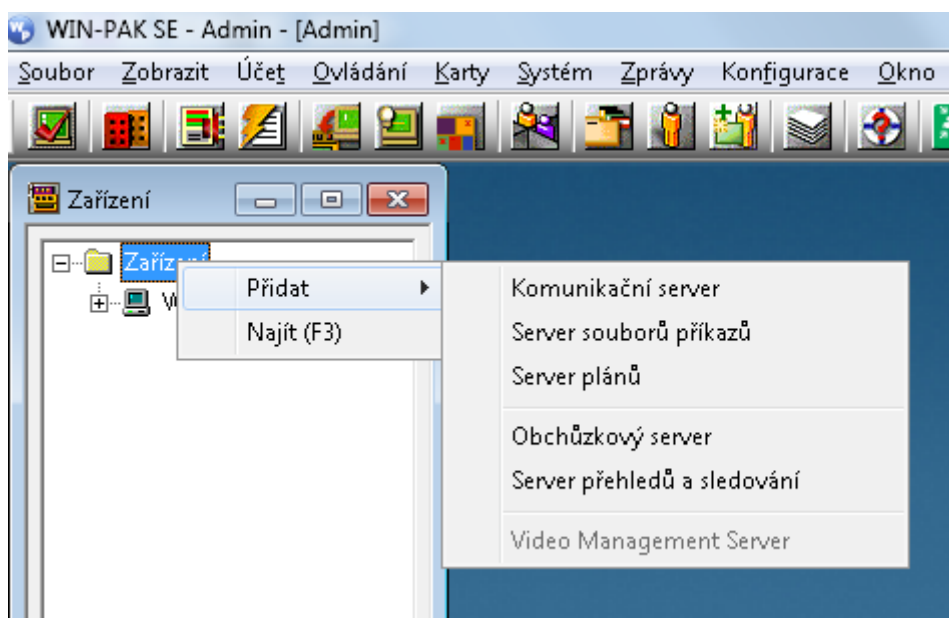 WIN-PAK SE - Admin - [Admin]
Soubor Zobrazit Účet Ovládání Karty Systém Zprávy Konfigurace Okno
Zařízení
Zařízení
Přidat
Najít (F3)
Komunikační server
Server souborů příkazů
Server plánů
Obchůzkový server
Server přehledů a sledování
Video Management Server